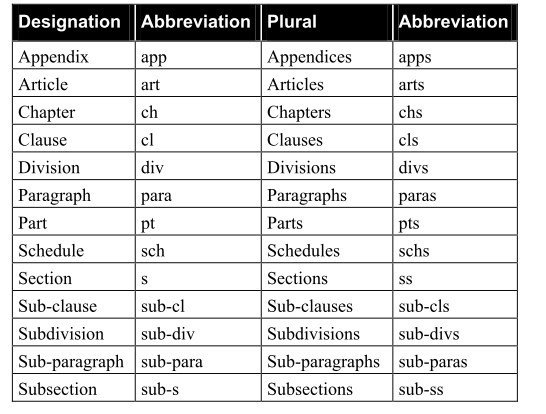 Designation Abbreviation Plural Abbreviation
Appendix app Appendices apps
Article art Articles arts
Chapter ch Chapters chs
Clause cl Clauses cls
Division div Divisions divs
Paragraph para Paragraphs paras
Part pt Parts pts
Schedule sch Schedules schs
Section s Sections ss
Sub-clause sub-cl Sub-clauses sub-cls
Subdivision sub-div Subdivisions sub-divs
Sub-paragraph sub-para Sub-paragraphs sub-paras
Subsection sub-s Subsections sub-ss